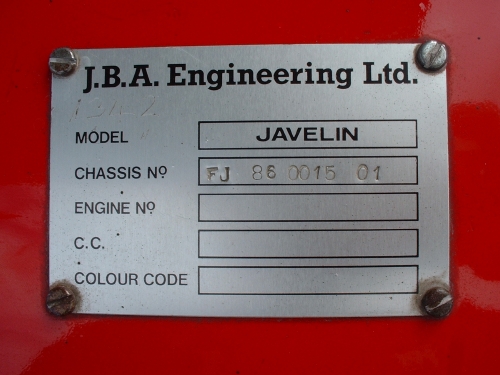 J.B.A. Engineering Ltd.
MODEL JAVELIN
CHASSIS Nº FJ 86 0015 01
ENGINE Nº
C.C.
COLOUR CODE